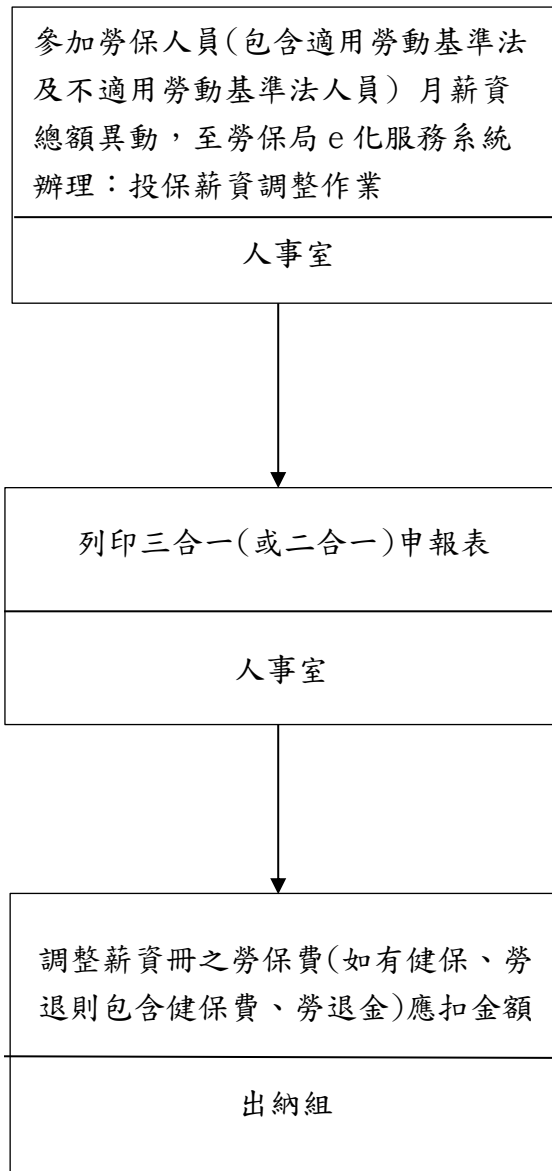 參加勞保人員(包含適用勞動基準法
及不適用勞動基準法人員) 月薪資
總額異動，至勞保局 e 化服務系統
辦理：投保薪資調整作業
人事室
列印三合一(或二合一)申報表
人事室
調整薪資冊之勞保費(如有健保、勞
退則包含健保費、勞退金)應扣金額
出納組